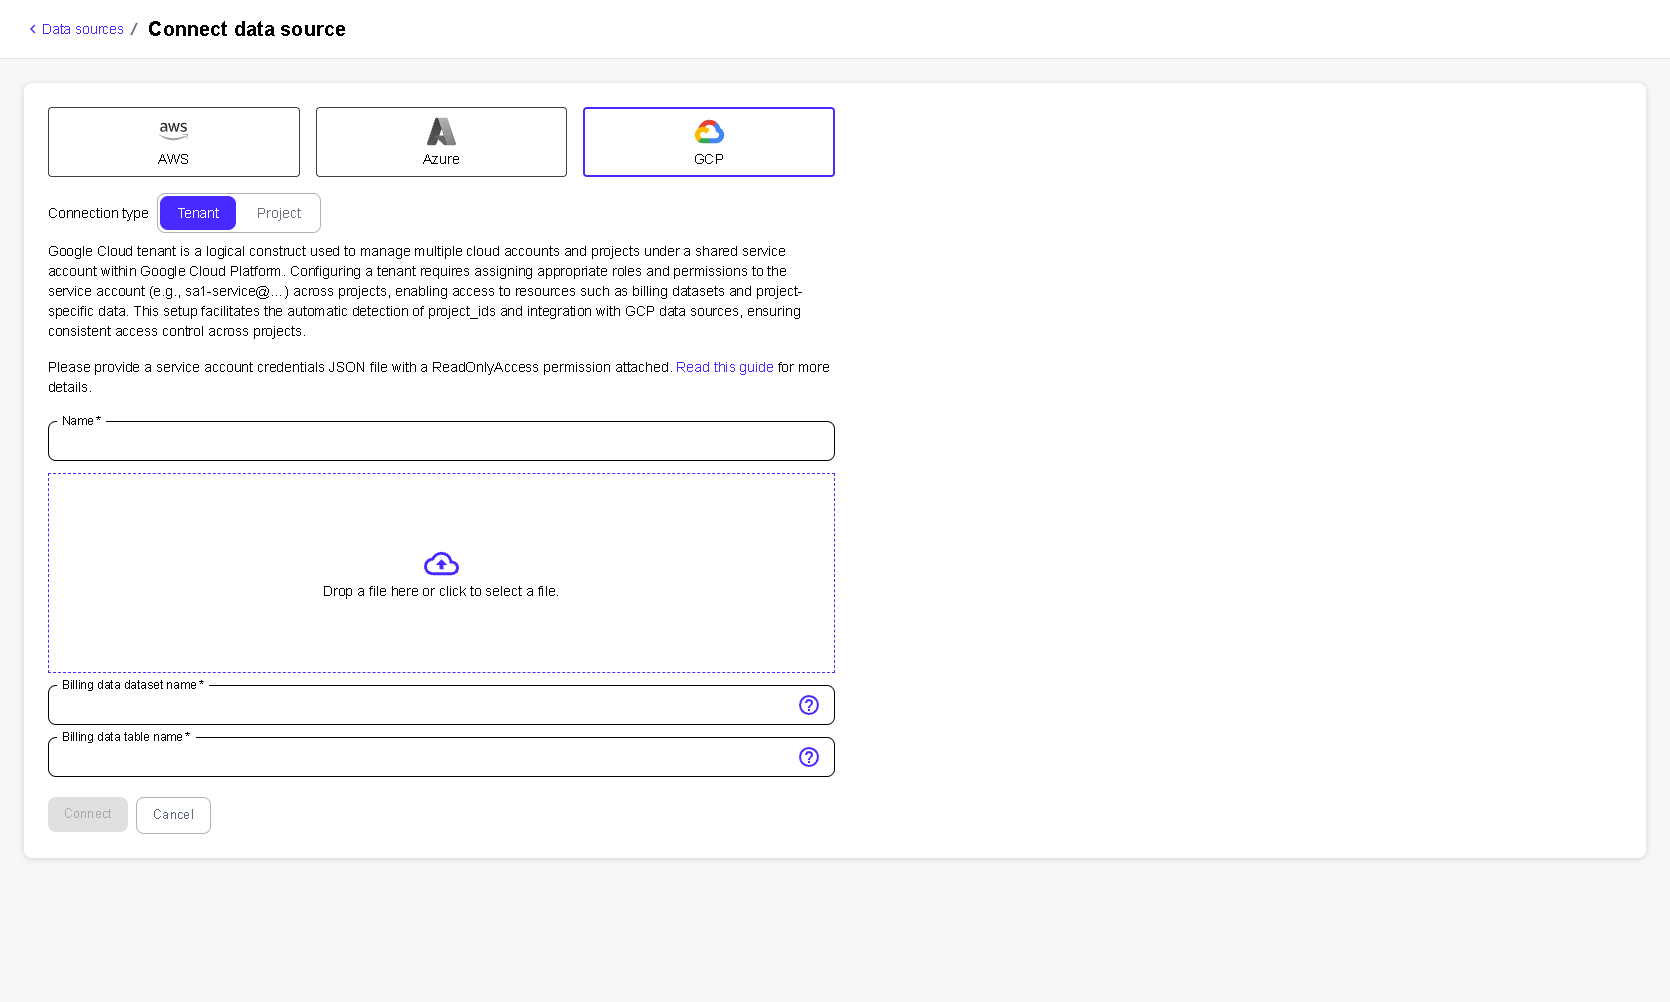 Data sources / Connect data source
aws
AWS
Azure
GCP
Connection type Tenant Project
Google Cloud tenant is a logical construct used to manage multiple cloud accounts and projects under a shared service
account within Google Cloud Platform. Configuring a tenant requires assigning appropriate roles and permissions to the
service account (e.g., sa1-service@...) across projects, enabling access to resources such as billing datasets and project-
specific data. This setup facilitates the automatic detection of project_ids and integration with GCP data sources, ensuring
consistent access control across projects.
Please provide a service account credentials JSON file with a ReadOnlyAccess permission attached. Read this guide for more
details.
Name *
Drop a file here or click to select a file.
Billing data dataset name *
Billing data table name *
Connect Cancel